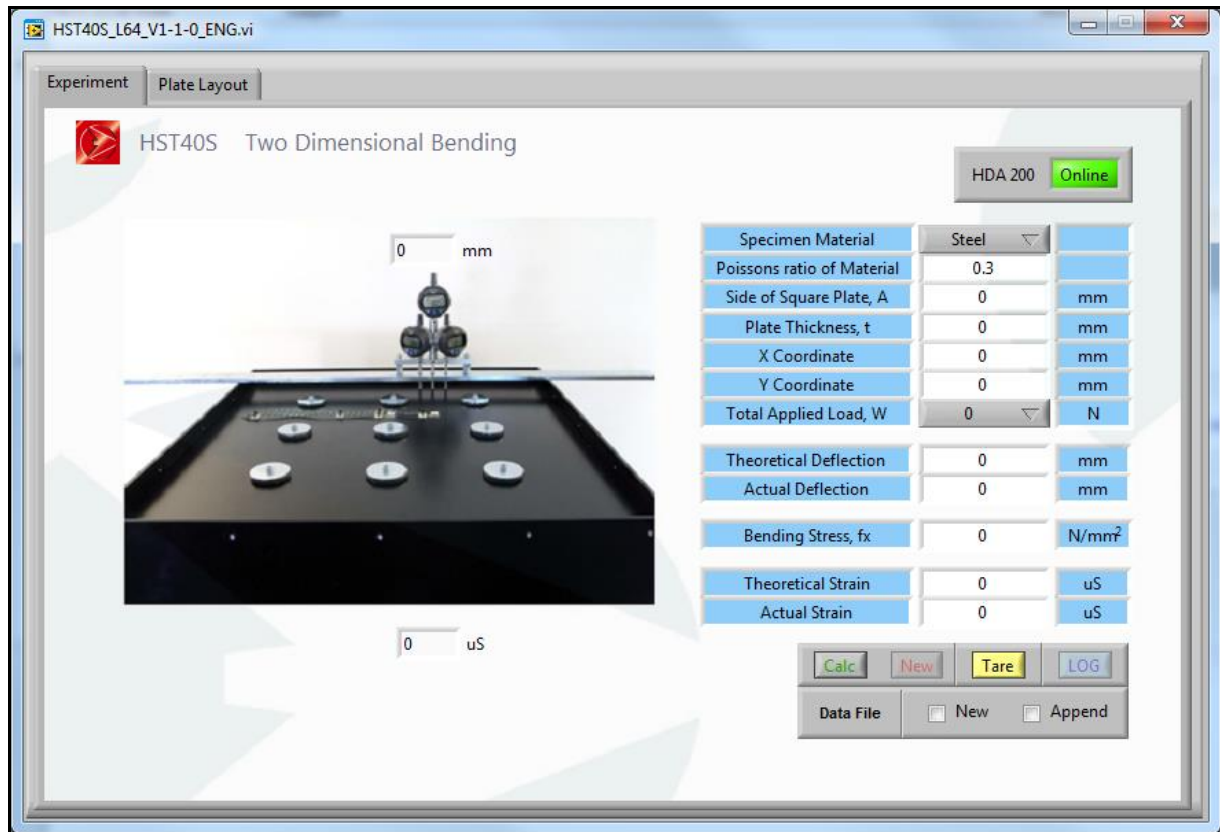 HST40S_L64_V1-1-0_ENG.vi
Experiment Plate Layout
HST40S Two Dimensional Bending
HDA 200 Online
0 mm
Specimen Material Steel
Poissons ratio of Material 0.3
Side of Square Plate, A 0 mm
Plate Thickness, t 0 mm
X Coordinate 0 mm
Y Coordinate 0 mm
Total Applied Load, W 0 N
Theoretical Deflection 0 mm
Actual Deflection 0 mm
Bending Stress, fx 0 N/mm²
Theoretical Strain 0 uS
Actual Strain 0 uS
0 uS
Calc New Tare LOG
Data File New Append